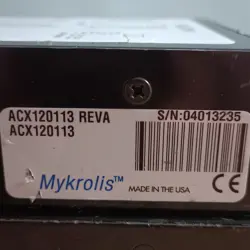 ACX120113 REVA S/N:04013235
ACX120113
Mykrolis™ MADE IN THE USA CE